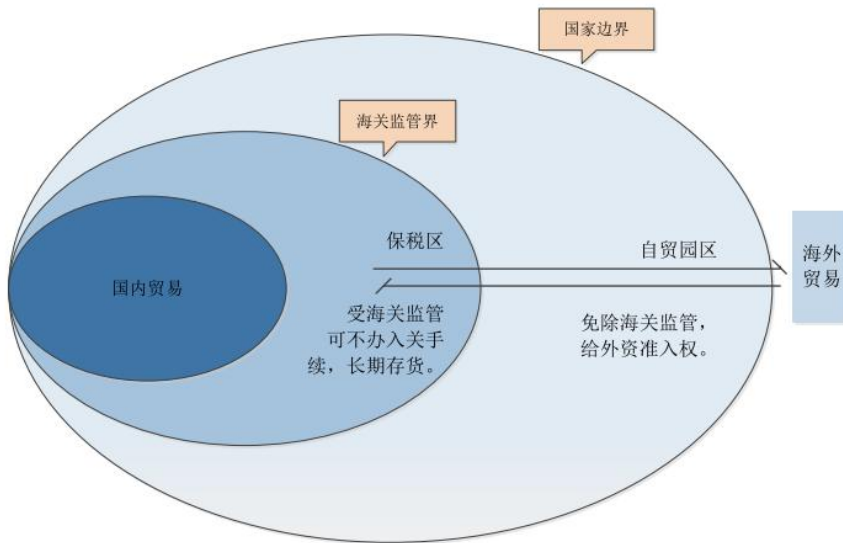 国家边界
海关监管界
保税区
自贸园区
海外
贸易
国内贸易
受海关监管
可不办入关手
续，长期存货。
免除海关监管，
给外资准入权。